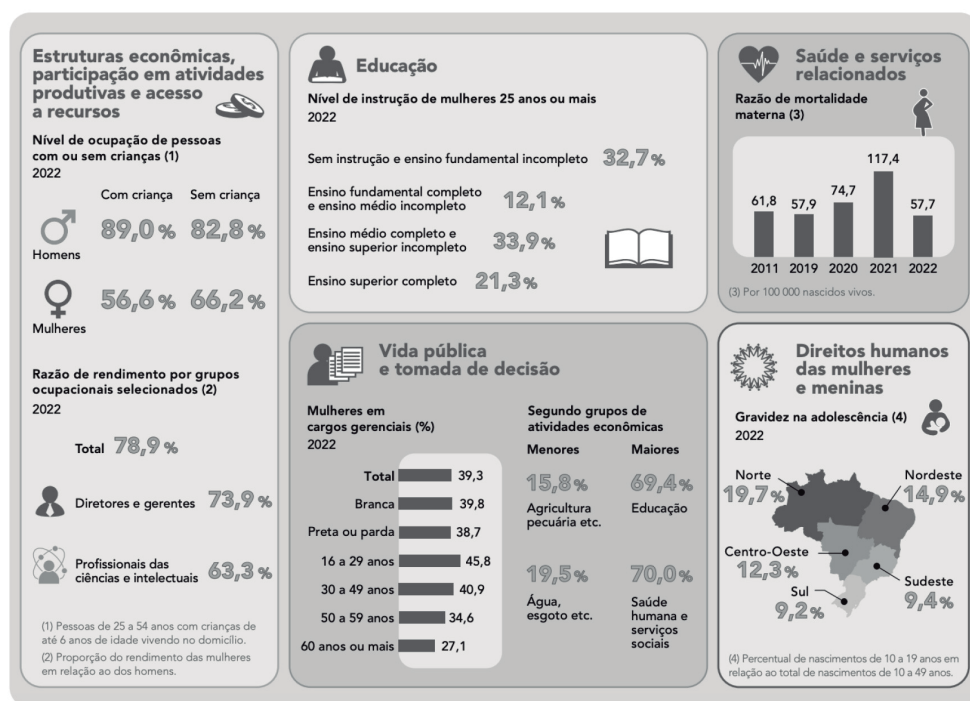 Estruturas econômicas,
participação em atividades
produtivas e acesso
a recursos
Nível de ocupação de pessoas
com ou sem crianças (1)
2022
Com criança Sem criança
Homens
89,0% 82,8%
Mulheres
56,6% 66,2%
Razão de rendimento por grupos
ocupacionais selecionados (2)
2022
Total 78,9%
Diretores e gerentes 73,9%
Profissionais das
ciências e intelectuais 63,3%
(1) Pessoas de 25 a 54 anos com crianças de
até 6 anos de idade vivendo no domicílio.
(2) Proporção do rendimento das mulheres
em relação ao dos homens.
Educação
Nível de instrução de mulheres 25 anos ou mais
2022
Sem instrução e ensino fundamental incompleto 32,7%
Ensino fundamental completo
e ensino médio incompleto 12,1%
Ensino médio completo e
ensino superior incompleto 33,9%
Ensino superior completo 21,3%
Saúde e serviços
relacionados
Razão de mortalidade
materna (3)
61,8 57,9 74,7 117,4 57,7
2011 2019 2020 2021 2022
(3) Por 100 000 nascidos vivos.
Vida pública
e tomada de decisão
Mulheres em
cargos gerenciais (%)
2022
Total 39,3
Branca 39,8
Preta ou parda 38,7
16 a 29 anos 45,8
30 a 49 anos 40,9
50 a 59 anos 34,6
60 anos ou mais 27,1
Segundo grupos de
atividades econômicas
Menores Maiores
15,8% 69,4%
Agricultura
pecuária etc.
Educação
19,5% 70,0%
Água,
esgoto etc.
Saúde
humana e
serviços
sociais
Direitos humanos
das mulheres
e meninas
Gravidez na adolescência (4)
2022
Norte
19,7%
Nordeste
14,9%
Centro-Oeste
12,3%
Sudeste
9,4%
Sul
9,2%
(4) Percentual de nascimentos de 10 a 19 anos em
relação ao total de nascimentos de 10 a 49 anos.